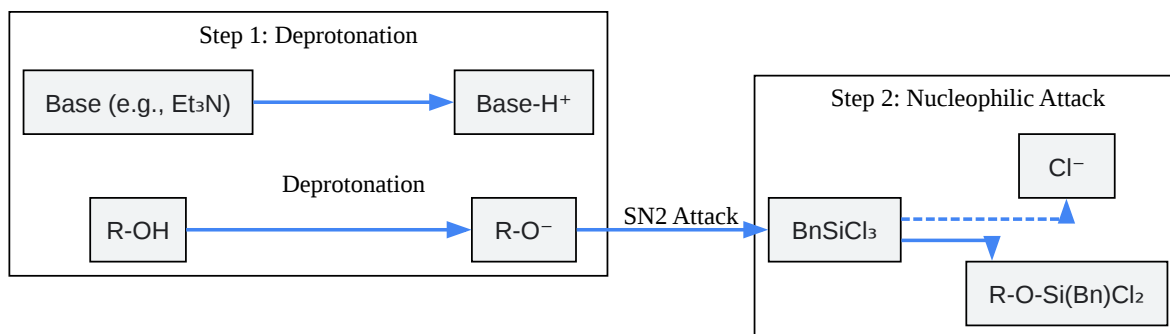 Step 1: Deprotonation
Base (e.g., Et₃N)
Base-H⁺
Deprotonation
R-OH
R-O⁻
SN2 Attack
Step 2: Nucleophilic Attack
Cl⁻
BnSiCl₃
R-O-Si(Bn)Cl₂